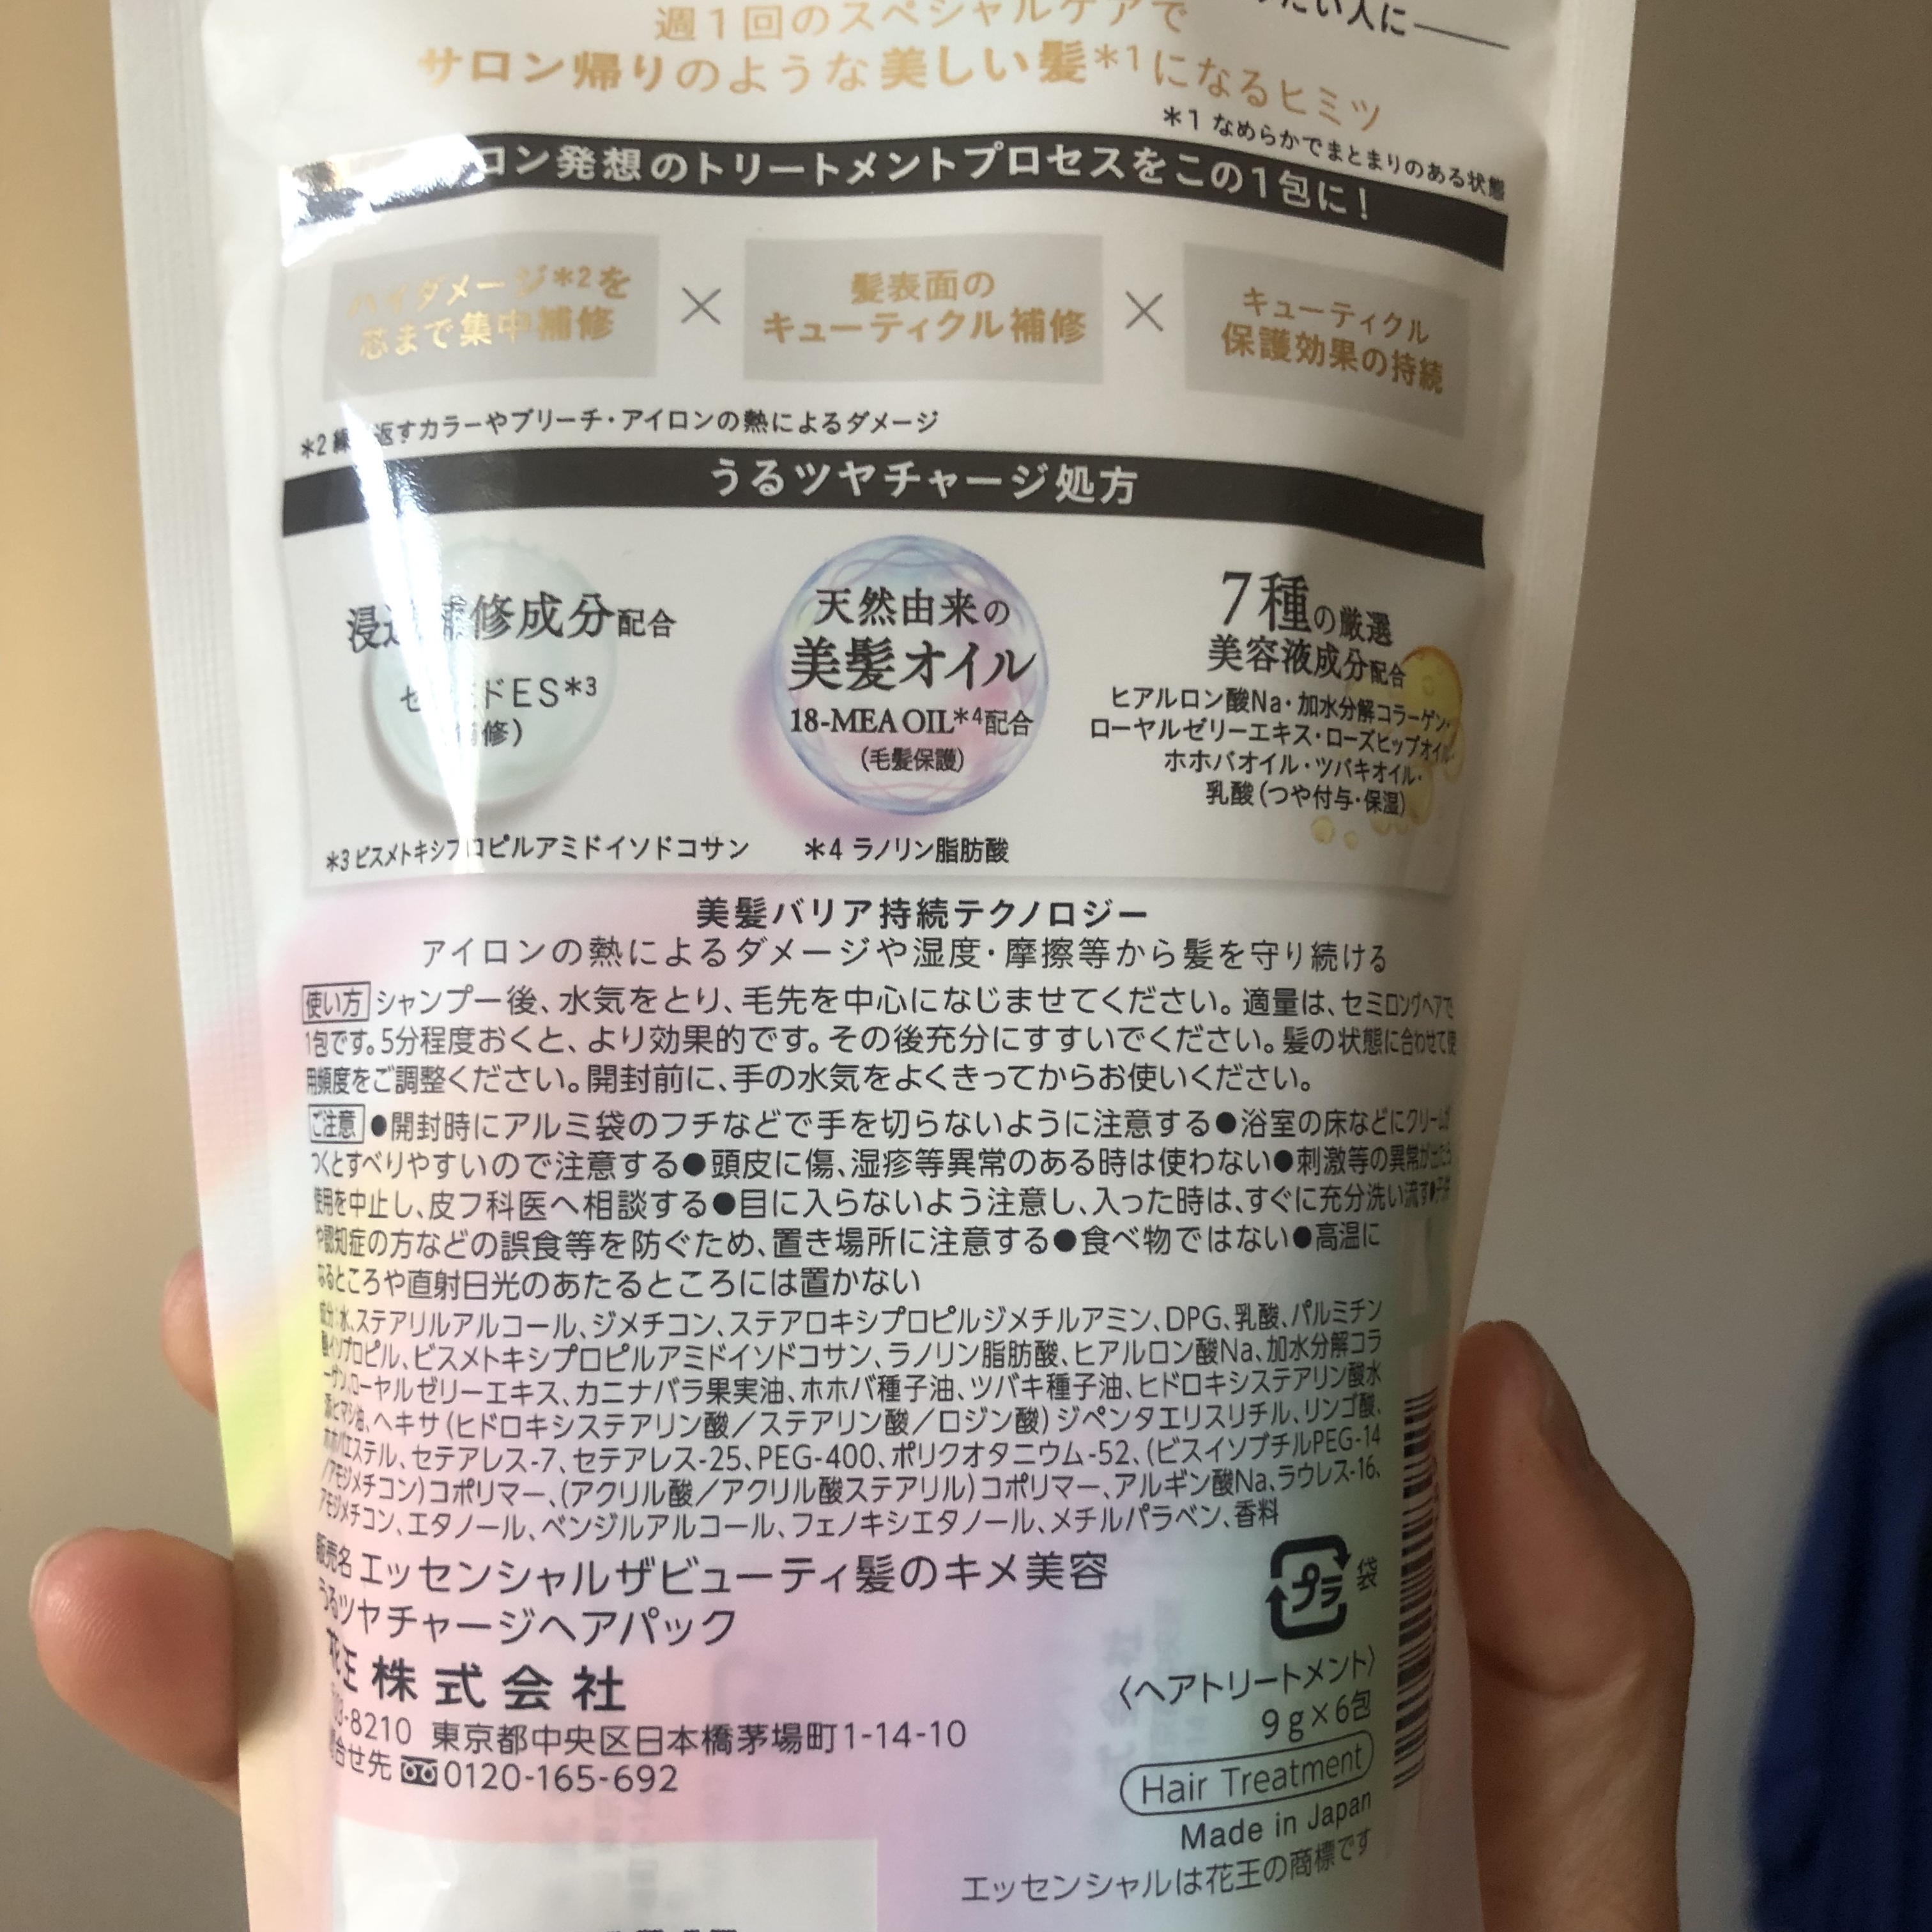 たい人に
週1回のスペシャルケアで
サロン帰りのような美しい髪*1になるヒミツ
*1 なめらかでまとまりのある状態
ロン発想のトリートメントプロセスをこの1包に!
ハイダメージ*2を
芯まで集中補修
×
髪表面の
キューティクル補修
×
キューティクル
保護効果の持続
*2 繰 返すカラーやブリーチ・アイロンの熱によるダメージ
うるツヤチャージ処方
浸 補修成分配合
セ ドES*3
補修)
*3 ビスメトキシプロピルアミドイソドコサン
天然由来の
美髪オイル
18-MEA OIL*4配合
(毛髪保護)
*4 ラノリン脂肪酸
7種の厳選
美容液成分配合
ヒアルロン酸Na・加水分解コラーゲン・
ローヤルゼリーエキス・ローズヒップオイル・
ホホバオイル・ツバキオイル・
乳酸(つや付与・保湿)
美髪バリア持続テクノロジー
アイロンの熱によるダメージや湿度・摩擦等から髪を守り続ける
使い方 シャンプー後、水気をとり、毛先を中心になじませてください。適量は、セミロングヘアで
1包です。5分程度おくと、より効果的です。その後充分にすすいでください。髪の状態に合わせて使
用頻度をご調整ください。開封前に、手の水気をよくきってからお使いください。
ご注意 ●開封時にアルミ袋のフチなどで手を切らないように注意する●浴室の床などにクリームが
つくとすべりやすいので注意する●頭皮に傷、湿疹等異常のある時は使わない●刺激等の異常が出たら
使用を中止し、皮フ科医へ相談する●目に入らないよう注意し、入った時は、すぐに充分洗い流す●子供
や認知症の方などの誤食等を防ぐため、置き場所に注意する●食べ物ではない●高温に
なるところや直射日光のあたるところには置かない
成分:水、ステアリルアルコール、ジメチコン、ステアロキシプロピルジメチルアミン、DPG、乳酸、パルミチン
酸イソプロピル、ビスメトキシプロピルアミドイソドコサン、ラノリン脂肪酸、ヒアルロン酸Na、加水分解コラ
ーゲン、ローヤルゼリーエキス、カニナバラ果実油、ホホバ種子油、ツバキ種子油、ヒドロキシステアリン酸水
添ヒマシ油、ヘキサ(ヒドロキシステアリン酸/ステアリン酸/ロジン酸)ジペンタエリスリチル、リンゴ酸、
ホホバエステル、セテアレス-7、セテアレス-25、PEG-400、ポリクオタニウム-52、(ビスイソブチルPEG-14
/アモジメチコン)コポリマー、(アクリル酸/アクリル酸ステアリル)コポリマー、アルギン酸Na、ラウレス-16、
アモジメチコン、エタノール、ベンジルアルコール、フェノキシエタノール、メチルパラベン、香料
販売名 エッセンシャルザビューティ髪のキメ美容
うるツヤチャージヘアパック
花王株式会社
03-8210 東京都中央区日本橋茅場町1-14-10
合せ先 0120-165-692
プラ 袋
〈ヘアトリートメント〉
9g×6包
Hair Treatment
Made in Japan
エッセンシャルは花王の商標です